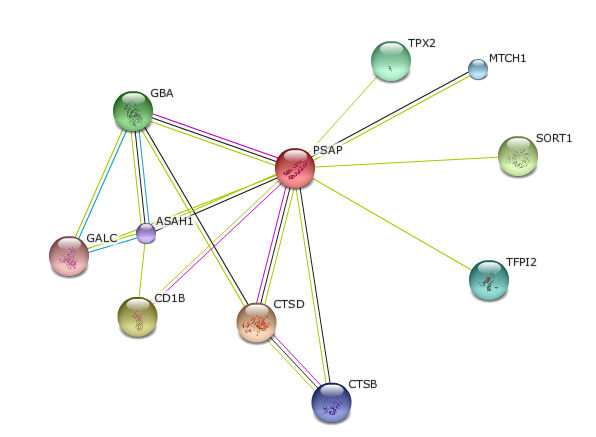 TPX2
MTCH1
GBA
SORT1
PSAP
ASAH1
GALC
TFPI2
CD1B
CTSD
CTSB